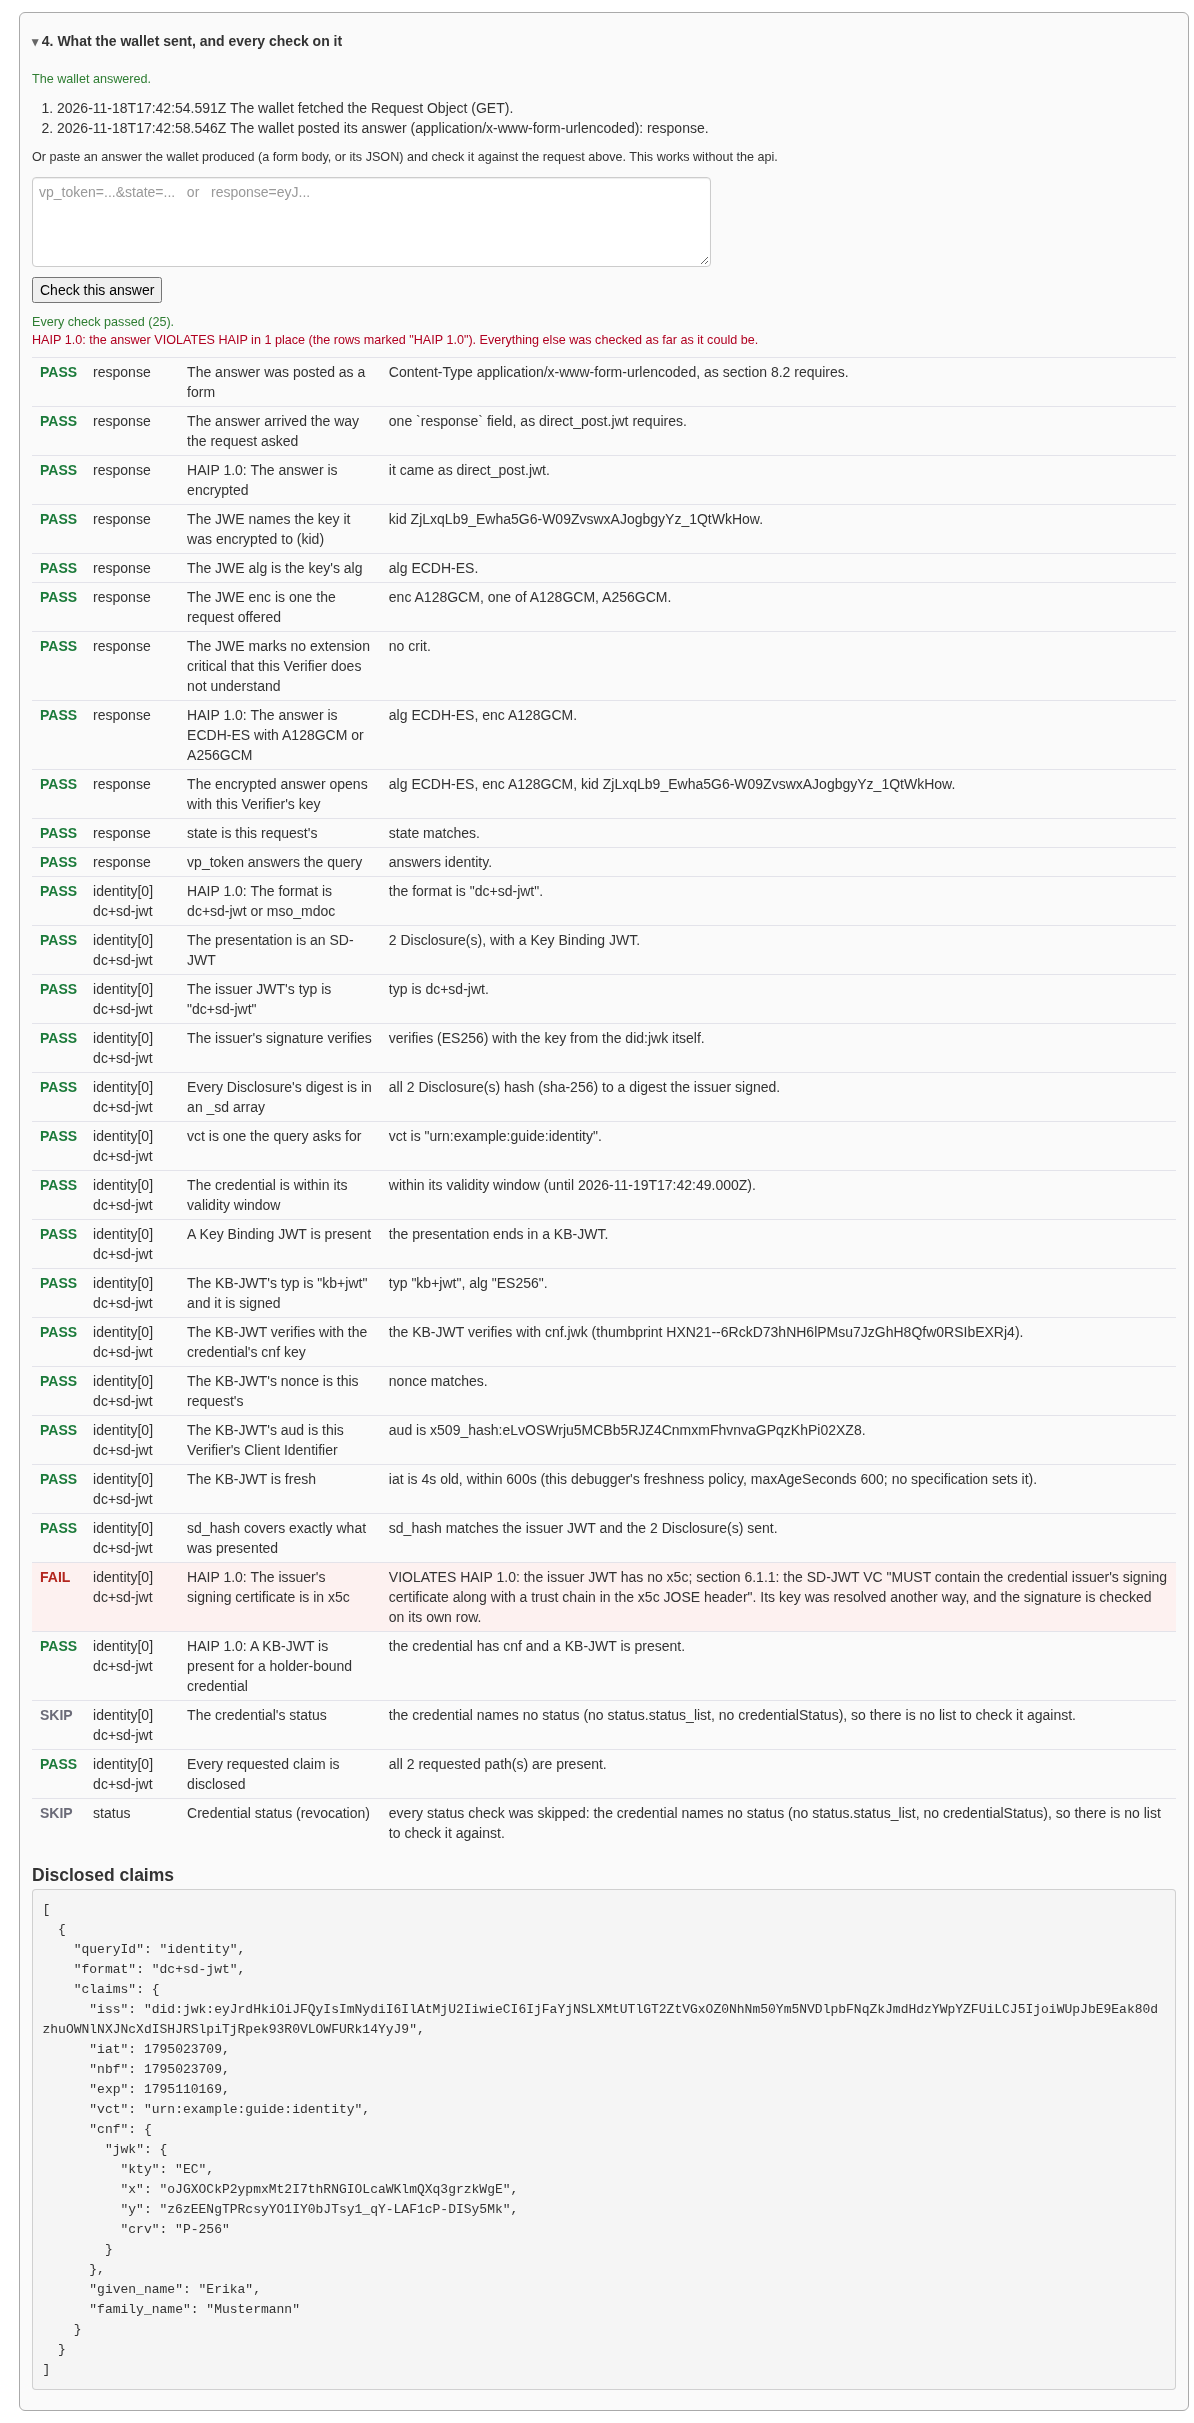 ▾ 4. What the wallet sent, and every check on it
The wallet answered.
1. 2026-11-18T17:42:54.591Z The wallet fetched the Request Object (GET).
2. 2026-11-18T17:42:58.546Z The wallet posted its answer (application/x-www-form-urlencoded): response.
Or paste an answer the wallet produced (a form body, or its JSON) and check it against the request above. This works without the api.
vp_token=...&state=... or response=eyJ...
Check this answer
Every check passed (25).
HAIP 1.0: the answer VIOLATES HAIP in 1 place (the rows marked "HAIP 1.0"). Everything else was checked as far as it could be.
PASS response The answer was posted as a Content-Type application/x-www-form-urlencoded, as section 8.2 requires.
form
PASS response The answer arrived the way one `response` field, as direct_post.jwt requires.
the request asked
PASS response HAIP 1.0: The answer is it came as direct_post.jwt.
encrypted
PASS response The JWE names the key it kid ZjLxqLb9_Ewha5G6-W09ZvswxAJogbgyYz_1QtWkHow.
was encrypted to (kid)
PASS response The JWE alg is the key's alg alg ECDH-ES.
PASS response The JWE enc is one the enc A128GCM, one of A128GCM, A256GCM.
request offered
PASS response The JWE marks no extension no crit.
critical that this Verifier does
not understand
PASS response HAIP 1.0: The answer is alg ECDH-ES, enc A128GCM.
ECDH-ES with A128GCM or
A256GCM
PASS response The encrypted answer opens alg ECDH-ES, enc A128GCM, kid ZjLxqLb9_Ewha5G6-W09ZvswxAJogbgyYz_1QtWkHow.
with this Verifier's key
PASS response state is this request's state matches.
PASS response vp_token answers the query answers identity.
PASS identity[0] HAIP 1.0: The format is the format is "dc+sd-jwt".
dc+sd-jwt dc+sd-jwt or mso_mdoc
PASS identity[0] The presentation is an SD- 2 Disclosure(s), with a Key Binding JWT.
dc+sd-jwt JWT
PASS identity[0] The issuer JWT's typ is typ is dc+sd-jwt.
dc+sd-jwt "dc+sd-jwt"
PASS identity[0] The issuer's signature verifies verifies (ES256) with the key from the did:jwk itself.
dc+sd-jwt
PASS identity[0] Every Disclosure's digest is in all 2 Disclosure(s) hash (sha-256) to a digest the issuer signed.
dc+sd-jwt an _sd array
PASS identity[0] vct is one the query asks for vct is "urn:example:guide:identity".
dc+sd-jwt
PASS identity[0] The credential is within its within its validity window (until 2026-11-19T17:42:49.000Z).
dc+sd-jwt validity window
PASS identity[0] A Key Binding JWT is present the presentation ends in a KB-JWT.
dc+sd-jwt
PASS identity[0] The KB-JWT's typ is "kb+jwt" typ "kb+jwt", alg "ES256".
dc+sd-jwt and it is signed
PASS identity[0] The KB-JWT verifies with the the KB-JWT verifies with cnf.jwk (thumbprint HXN21--6RckD73hNH6lPMsu7JzGhH8Qfw0RSIbEXRj4).
dc+sd-jwt credential's cnf key
PASS identity[0] The KB-JWT's nonce is this nonce matches.
dc+sd-jwt request's
PASS identity[0] The KB-JWT's aud is this aud is x509_hash:eLvOSWrju5MCBb5RJZ4CnmxmFhvnvaGPqzKhPi02XZ8.
dc+sd-jwt Verifier's Client Identifier
PASS identity[0] The KB-JWT is fresh iat is 4s old, within 600s (this debugger's freshness policy, maxAgeSeconds 600; no specification sets it).
dc+sd-jwt
PASS identity[0] sd_hash covers exactly what sd_hash matches the issuer JWT and the 2 Disclosure(s) sent.
dc+sd-jwt was presented
FAIL identity[0] HAIP 1.0: The issuer's VIOLATES HAIP 1.0: the issuer JWT has no x5c; section 6.1.1: the SD-JWT VC "MUST contain the credential issuer's signing
dc+sd-jwt signing certificate is in x5c certificate along with a trust chain in the x5c JOSE header". Its key was resolved another way, and the signature is checked
on its own row.
PASS identity[0] HAIP 1.0: A KB-JWT is the credential has cnf and a KB-JWT is present.
dc+sd-jwt present for a holder-bound
credential
SKIP identity[0] The credential's status the credential names no status (no status.status_list, no credentialStatus), so there is no list to check it against.
dc+sd-jwt
PASS identity[0] Every requested claim is all 2 requested path(s) are present.
dc+sd-jwt disclosed
SKIP status Credential status (revocation) every status check was skipped: the credential names no status (no status.status_list, no credentialStatus), so there is no list
to check it against.
Disclosed claims
[
{
"queryId": "identity",
"format": "dc+sd-jwt",
"claims": {
"iss": "did:jwk:eyJrdHkiOiJFQyIsImNydiI6IlAtMjU2IiwieCI6IjFaYjNSLXMtUTlGT2ZtVGxOZ0NhNm50Ym5NVDlpbFNqZkJmdHdzYWpYZFUiLCJ5IjoiWUpJbE9Eak80d
zhuOWNlNXJNcXdISHJRSlpiTjRpek93R0VLOWFURk14YyJ9",
"iat": 1795023709,
"nbf": 1795023709,
"exp": 1795110169,
"vct": "urn:example:guide:identity",
"cnf": {
"jwk": {
"kty": "EC",
"x": "oJGXOCkP2ypmxMt2I7thRNGIOLcaWKlmQXq3grzkWgE",
"y": "z6zEENgTPRcsyYO1IY0bJTsy1_qY-LAF1cP-DISy5Mk",
"crv": "P-256"
}
},
"given_name": "Erika",
"family_name": "Mustermann"
}
}
]